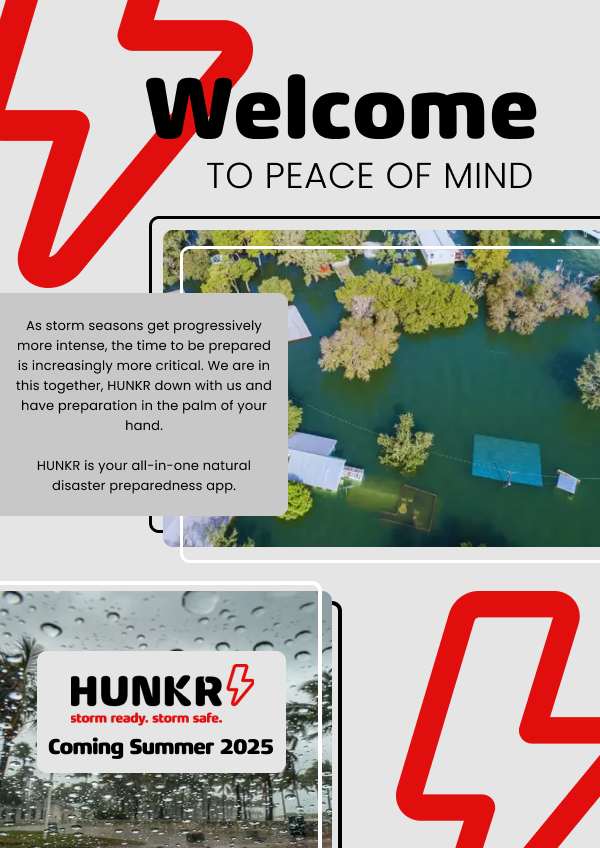 Welcome
TO PEACE OF MIND
As storm seasons get progressively
more intense, the time to be prepared
is increasingly more critical. We are in
this together, HUNKR down with us and
have preparation in the palm of your
hand.
HUNKR is your all-in-one natural
disaster preparedness app.
HUNKR
storm ready. storm safe.
Coming Summer 2025